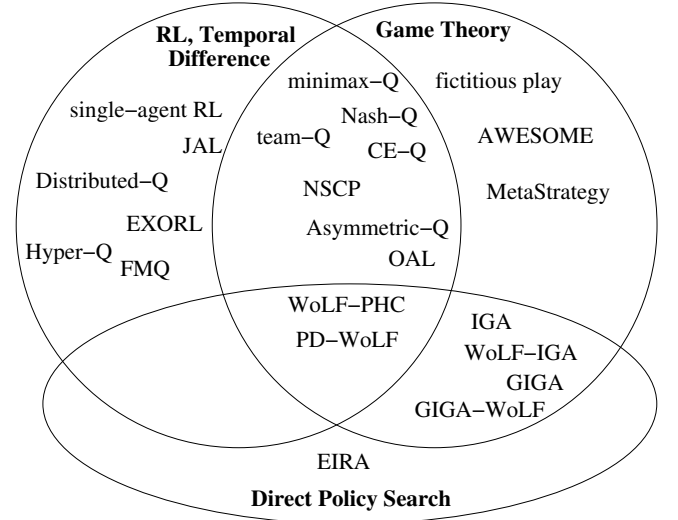 RL, Temporal
Difference
Game Theory
minimax−Q
fictitious play
single−agent RL
Nash−Q
team−Q
AWESOME
JAL
CE−Q
Distributed−Q
NSCP
MetaStrategy
EXORL
Asymmetric−Q
Hyper−Q
FMQ
OAL
WoLF−PHC
IGA
PD−WoLF
WoLF−IGA
GIGA
GIGA−WoLF
EIRA
Direct Policy Search